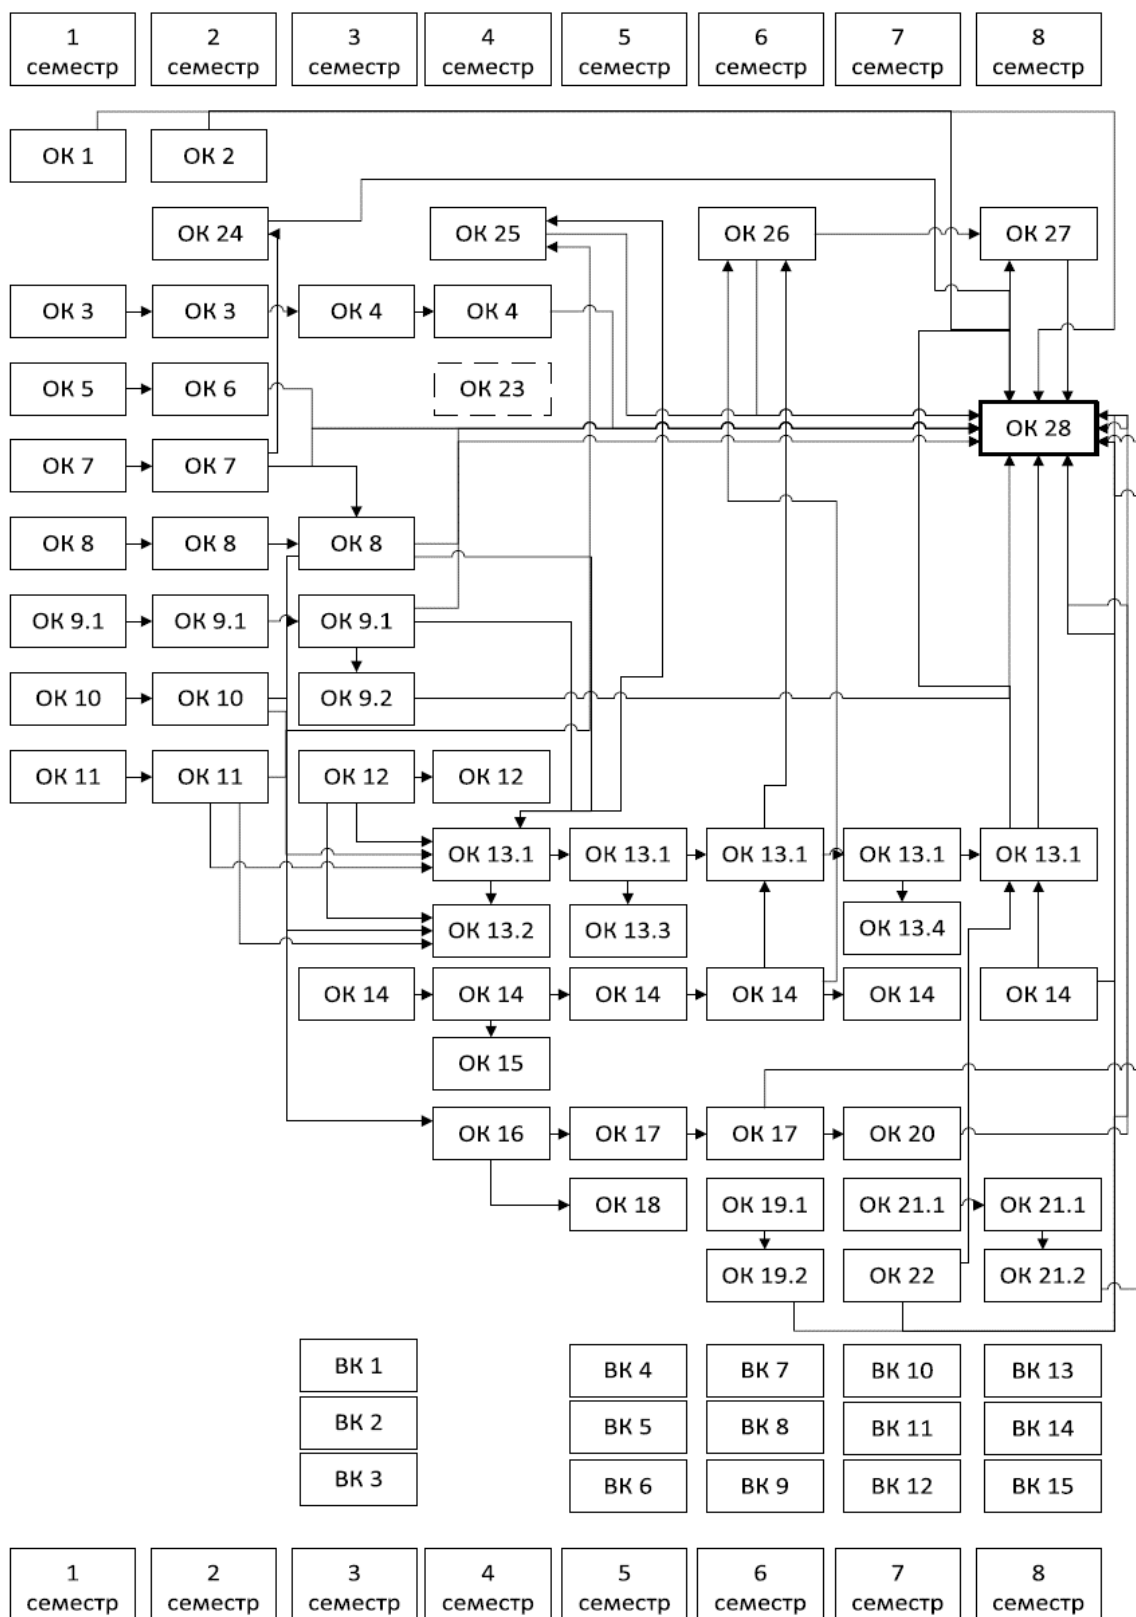 1 2 3 4 5 6 7 8
семестр семестр семестр семестр семестр семестр семестр семестр
ОК 1 ОК 2
ОК 24 ОК 25 ОК 26 ОК 27
ОК 3 ОК 3 ОК 4 ОК 4
ОК 5 ОК 6 ОК 23
ОК 28
ОК 7 ОК 7
ОК 8 ОК 8 ОК 8
ОК 9.1 ОК 9.1 ОК 9.1
ОК 10 ОК 10 ОК 9.2
ОК 11 ОК 11 ОК 12 ОК 12
ОК 13.1 ОК 13.1 ОК 13.1 ОК 13.1 ОК 13.1
ОК 13.2 ОК 13.3 ОК 13.4
ОК 14 ОК 14 ОК 14 ОК 14 ОК 14 ОК 14
ОК 15
ОК 16 ОК 17 ОК 17 ОК 20
ОК 18 ОК 19.1 ОК 21.1 ОК 21.1
ОК 19.2 ОК 22 ОК 21.2
ВК 1 ВК 4 ВК 7 ВК 10 ВК 13
ВК 2 ВК 5 ВК 8 ВК 11 ВК 14
ВК 3 ВК 6 ВК 9 ВК 12 ВК 15
1 2 3 4 5 6 7 8
семестр семестр семестр семестр семестр семестр семестр семестр